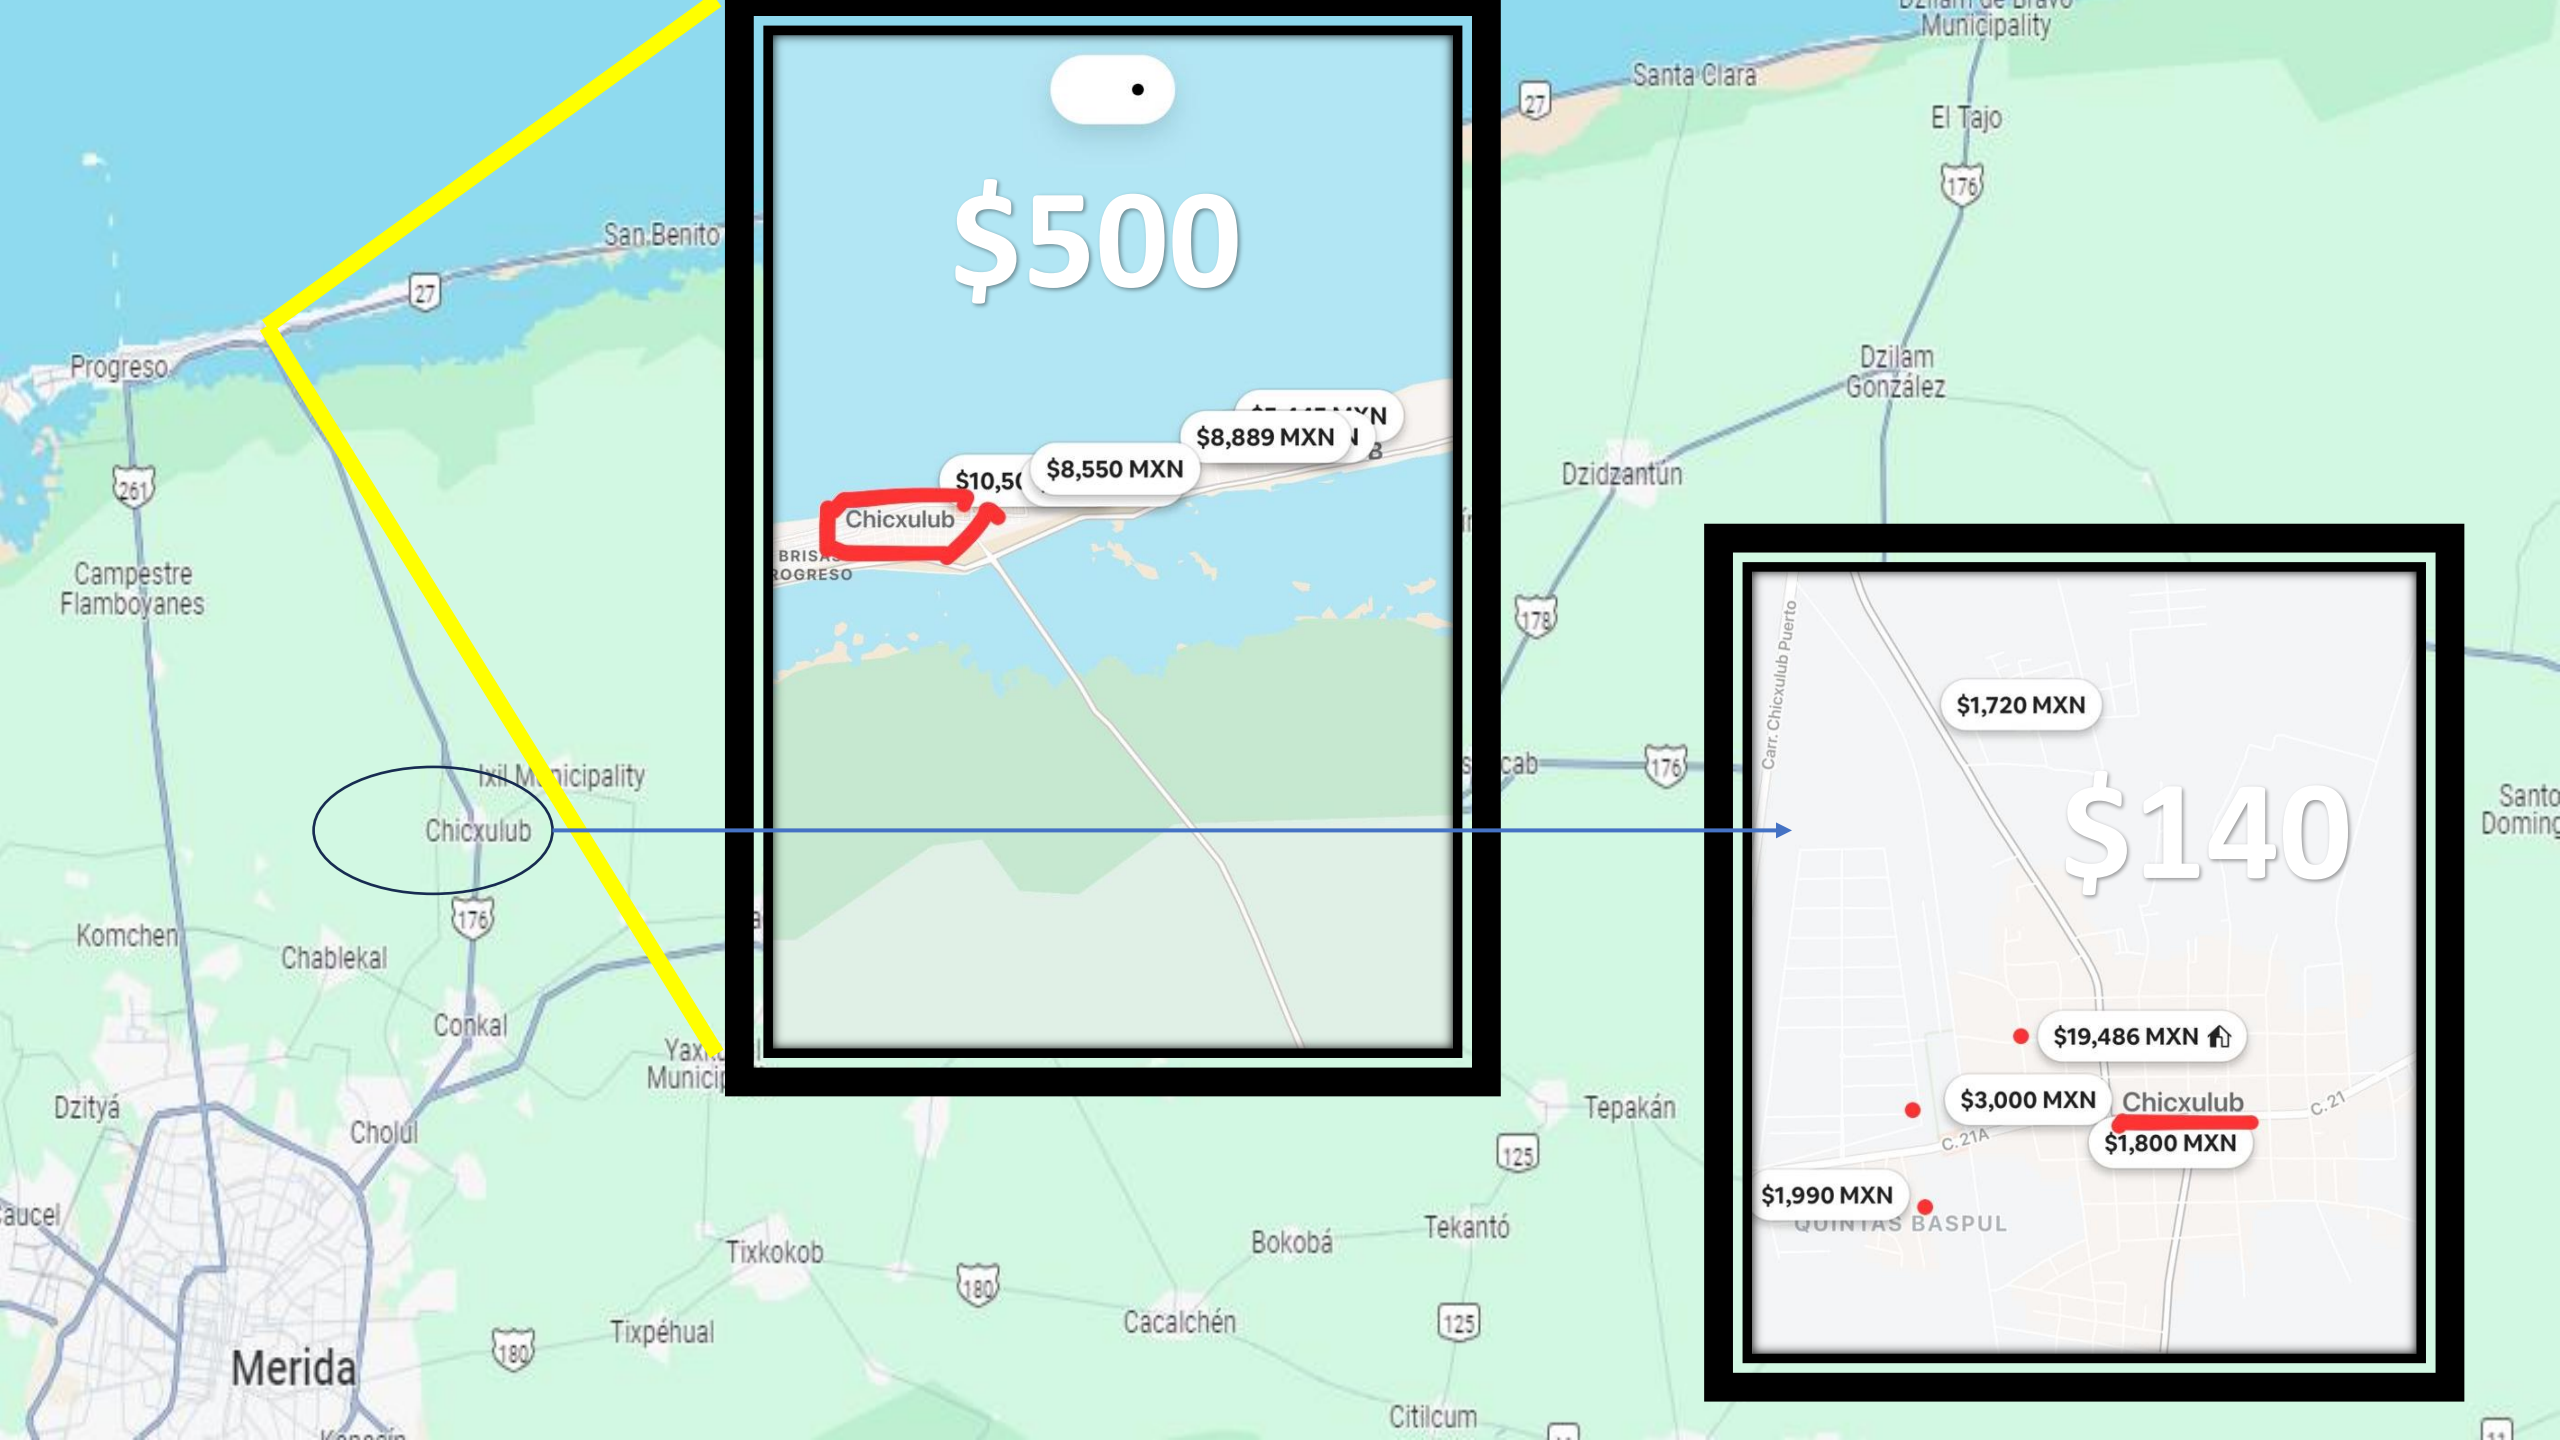 Municipality
27
Santa Clara
El Tajo
176
$500
San Benito
27
Progreso
Dzilam
González
$8,889 MXN
$8,550 MXN
Chicxulub
BRISAS
Dzidzantún
261
Campestre
Flamboyanes
178
Carr. Chicxulub Puerto
$1,720 MXN
Ixil Municipality
176
$140
Chicxulub
176
Komchen
Chablekal
Conkal
$19,486 MXN
$3,000 MXN
Chicxulub
C. 21
C. 21A
$1,800 MXN
$1,990 MXN
QUINTAS BASPUL
Dzityá
Cholul
Tepakán
125
Tixkokob
Bokobá
Tekantó
180
Cacalchén
125
Tixpéhual
180
Merida
Citilcum